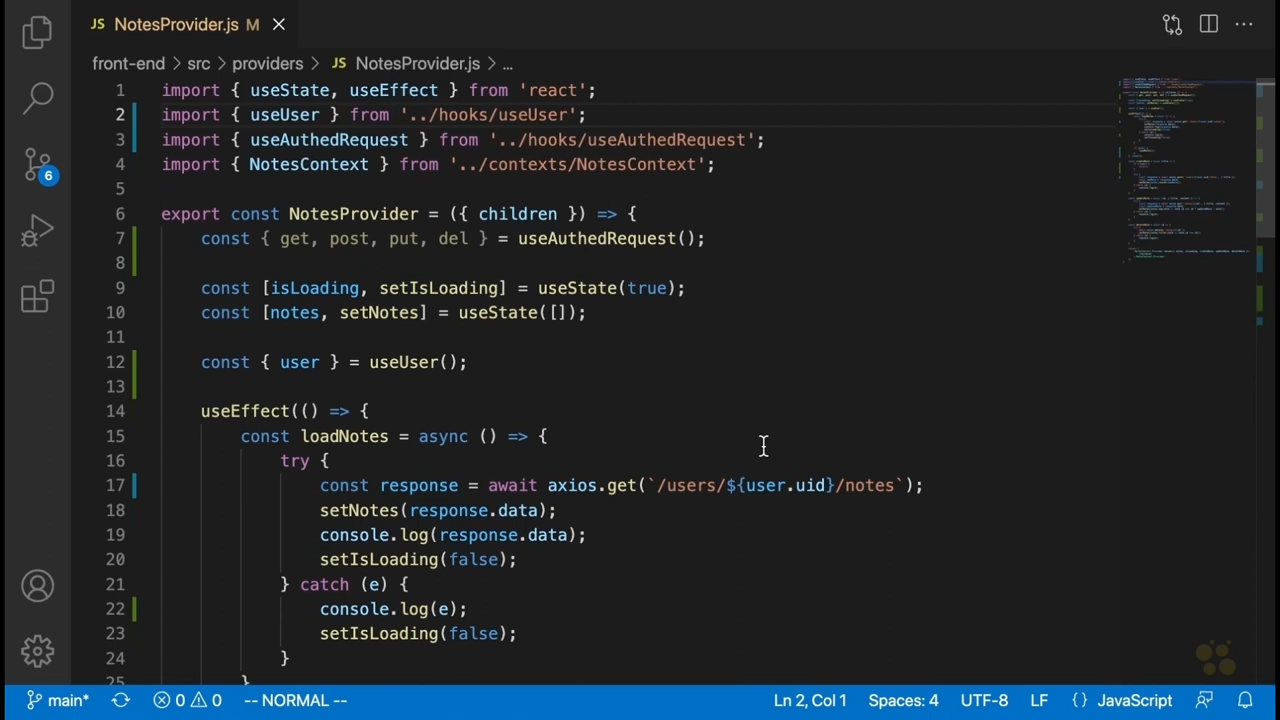 JS NotesProvider.js M
front-end > src > providers > JS NotesProvider.js > ...
1 import { useState, useEffect } from 'react';
2 import { useUser } from '../hooks/useUser';
3 import { useAuthedRequest } from '../hooks/useAuthedRequest';
4 import { NotesContext } from '../contexts/NotesContext';
5
6 export const NotesProvider = ({ children }) => {
7     const { get, post, put, del } = useAuthedRequest();
8
9     const [isLoading, setIsLoading] = useState(true);
10     const [notes, setNotes] = useState([]);
11
12     const { user } = useUser();
13
14     useEffect(() => {
15         const loadNotes = async () => {
16             try {
17                 const response = await axios.get(`/users/${user.uid}/notes`);
18                 setNotes(response.data);
19                 console.log(response.data);
20                 setIsLoading(false);
21             } catch (e) {
22                 console.log(e);
23                 setIsLoading(false);
24             }
25         }
6
main* 0 0 -- NORMAL -- Ln 2, Col 1 Spaces: 4 UTF-8 LF {} JavaScript